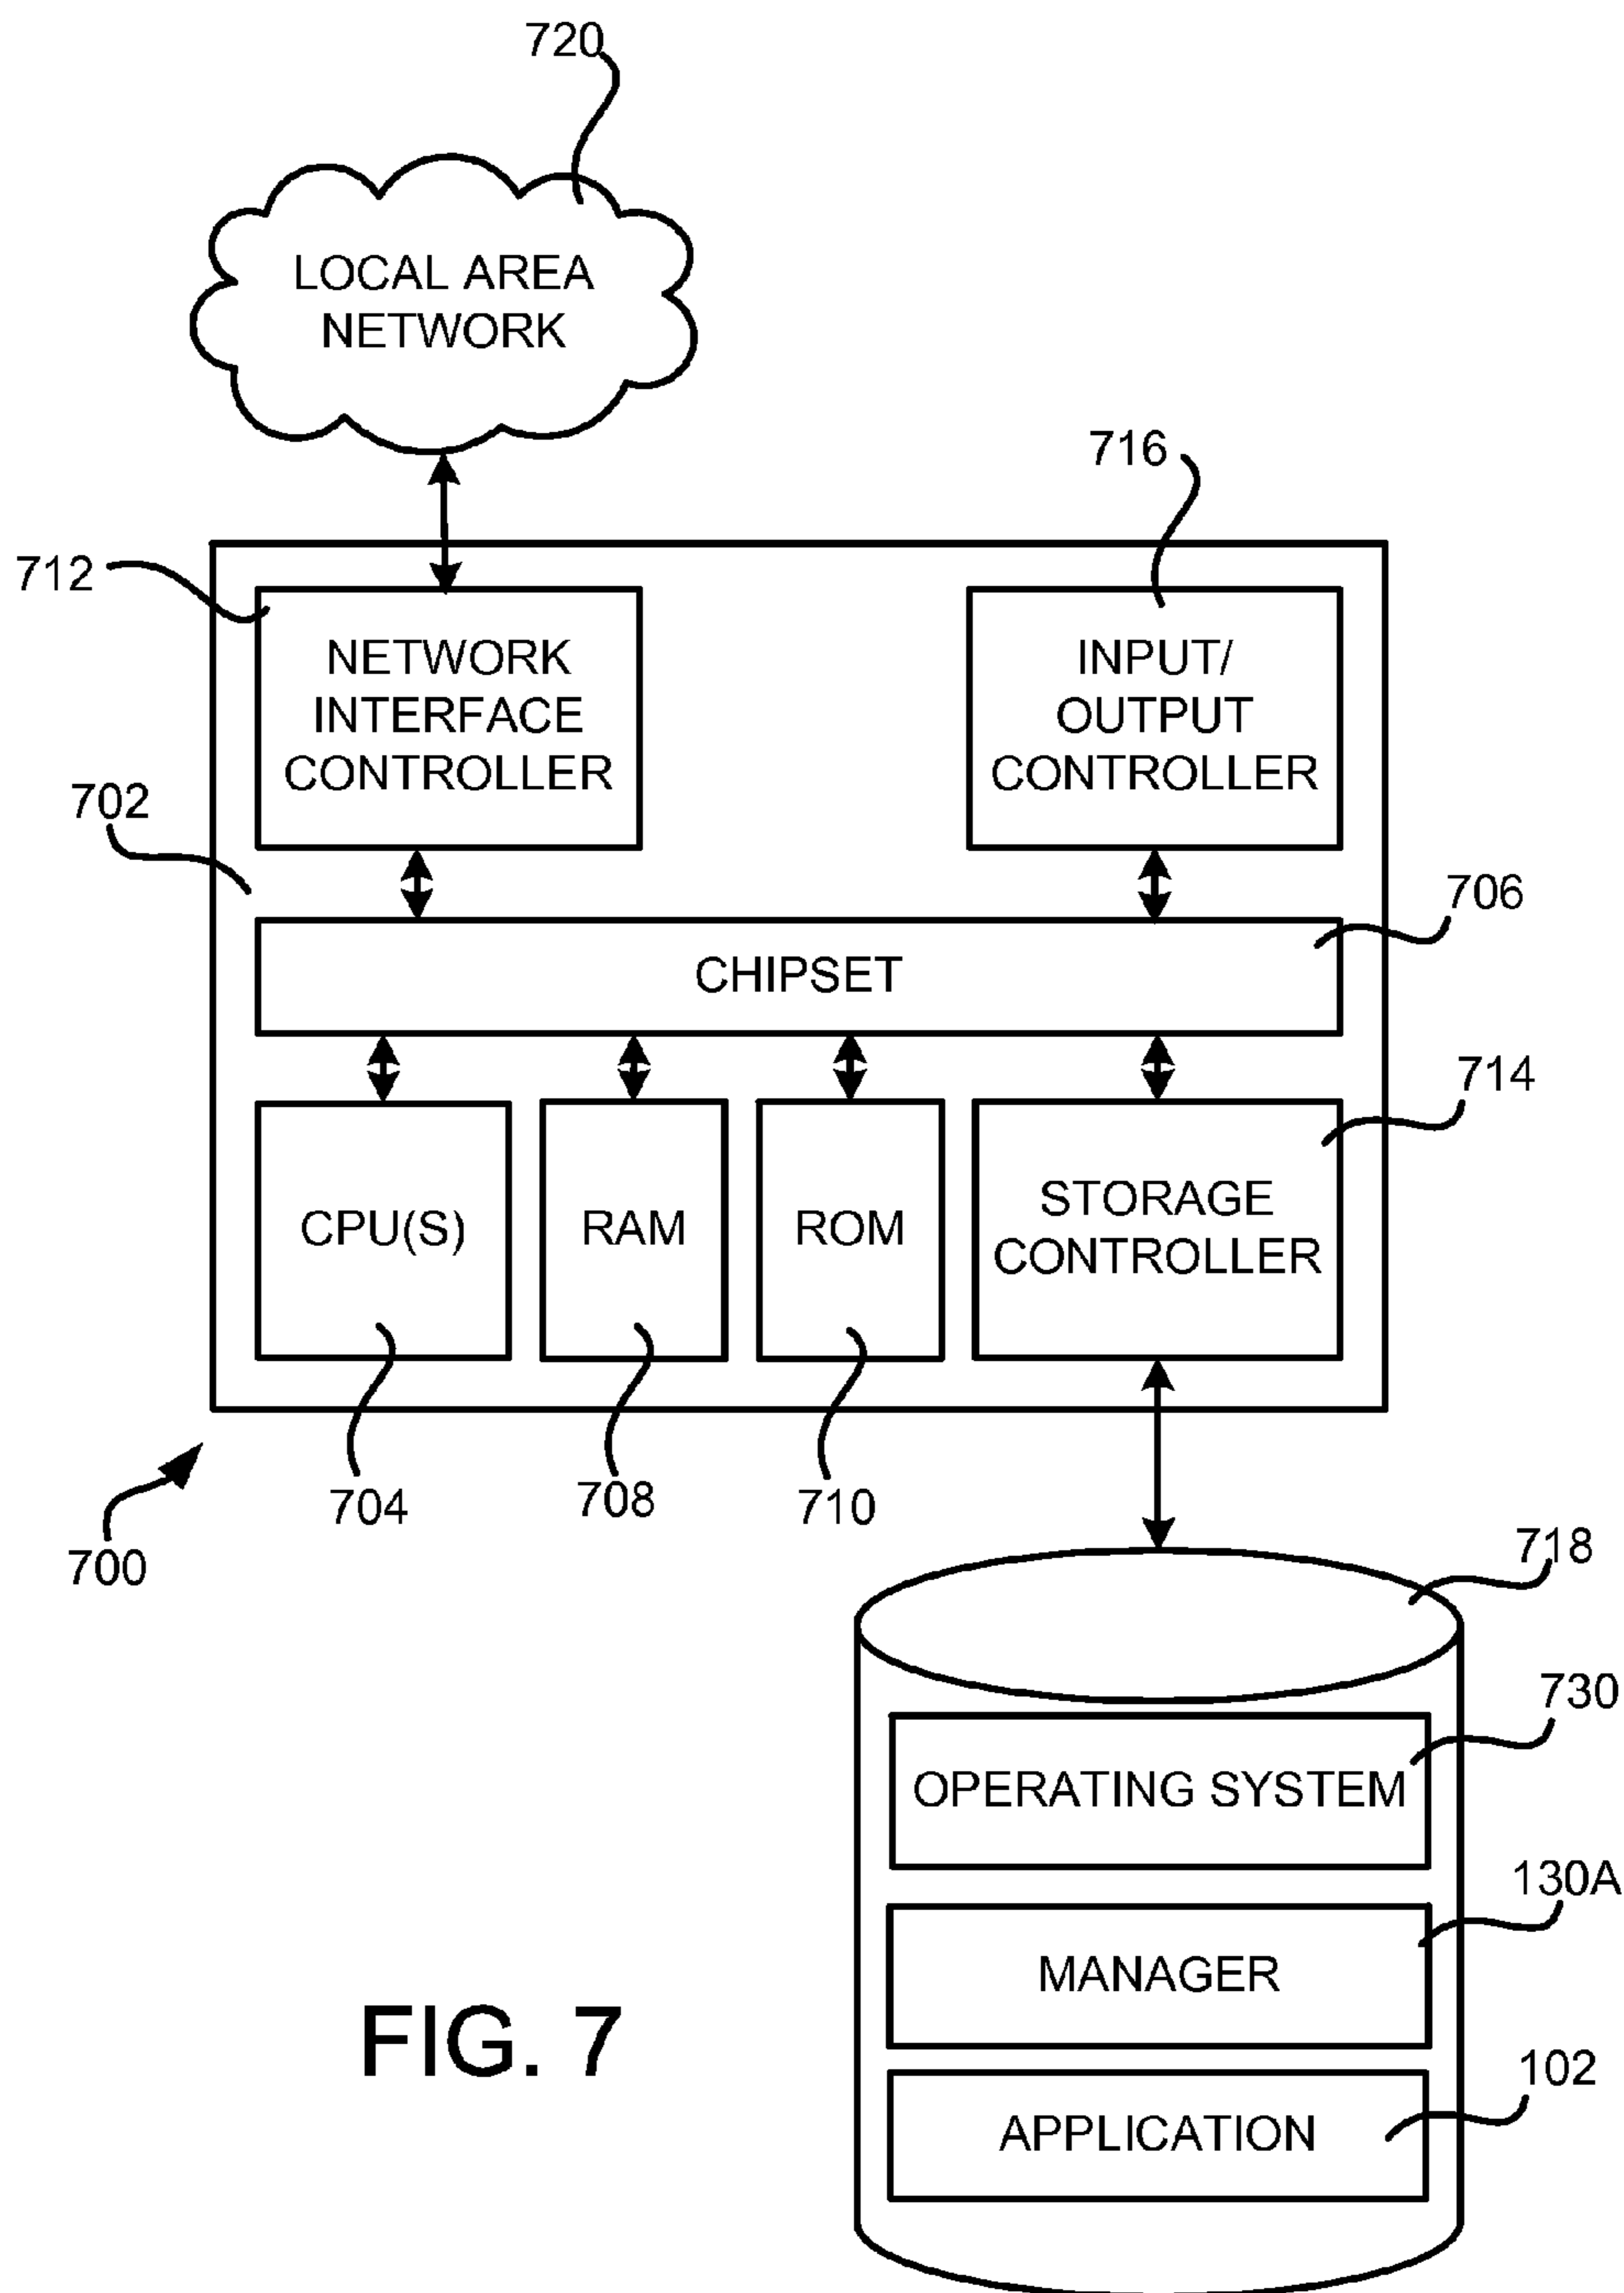 720
LOCAL AREA
NETWORK
716
712
NETWORK
INTERFACE
CONTROLLER
INPUT/
OUTPUT
CONTROLLER
702
706
CHIPSET
714
CPU(S)
RAM
ROM
STORAGE
CONTROLLER
700
704
708
710
718
730
OPERATING SYSTEM
130A
MANAGER
FIG. 7
102
APPLICATION